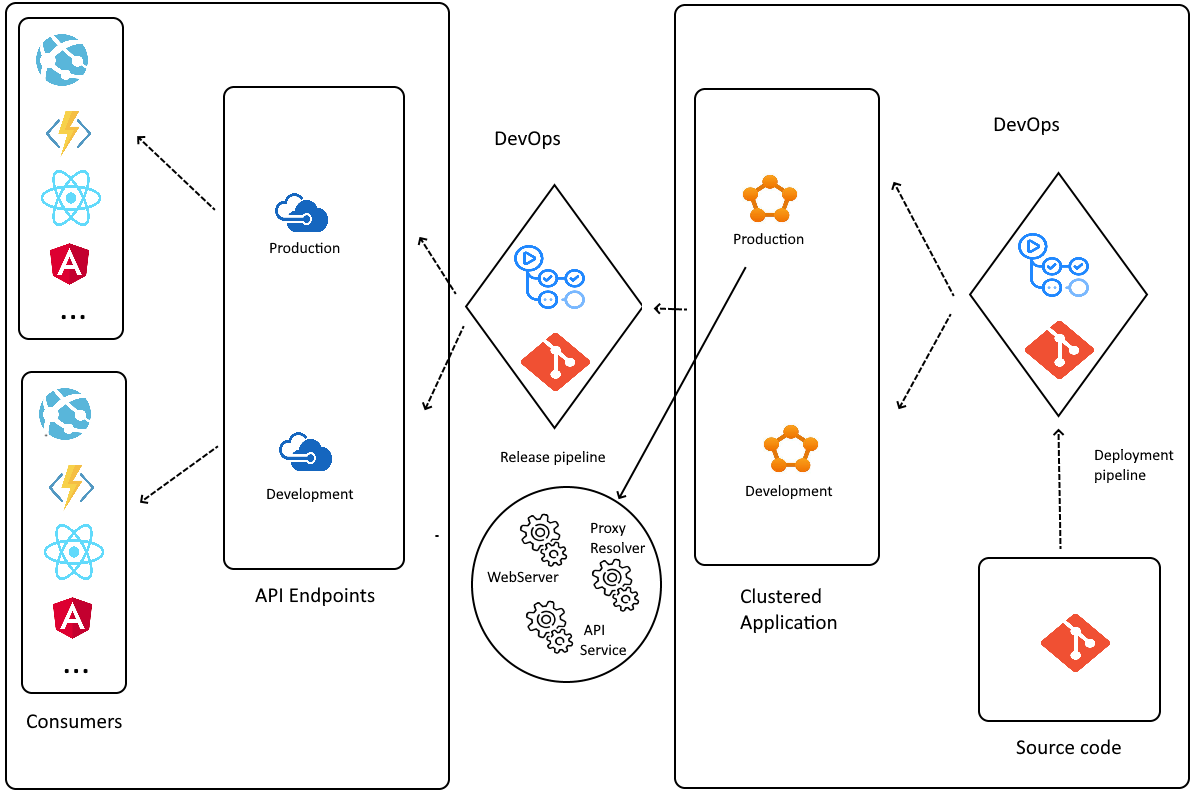 DevOps
DevOps
Production
Production
Development
Development
...
Release pipeline
Deployment
pipeline
Proxy
Resolver
WebServer
API
Service
API Endpoints
Clustered
Application
...
Consumers
Source code